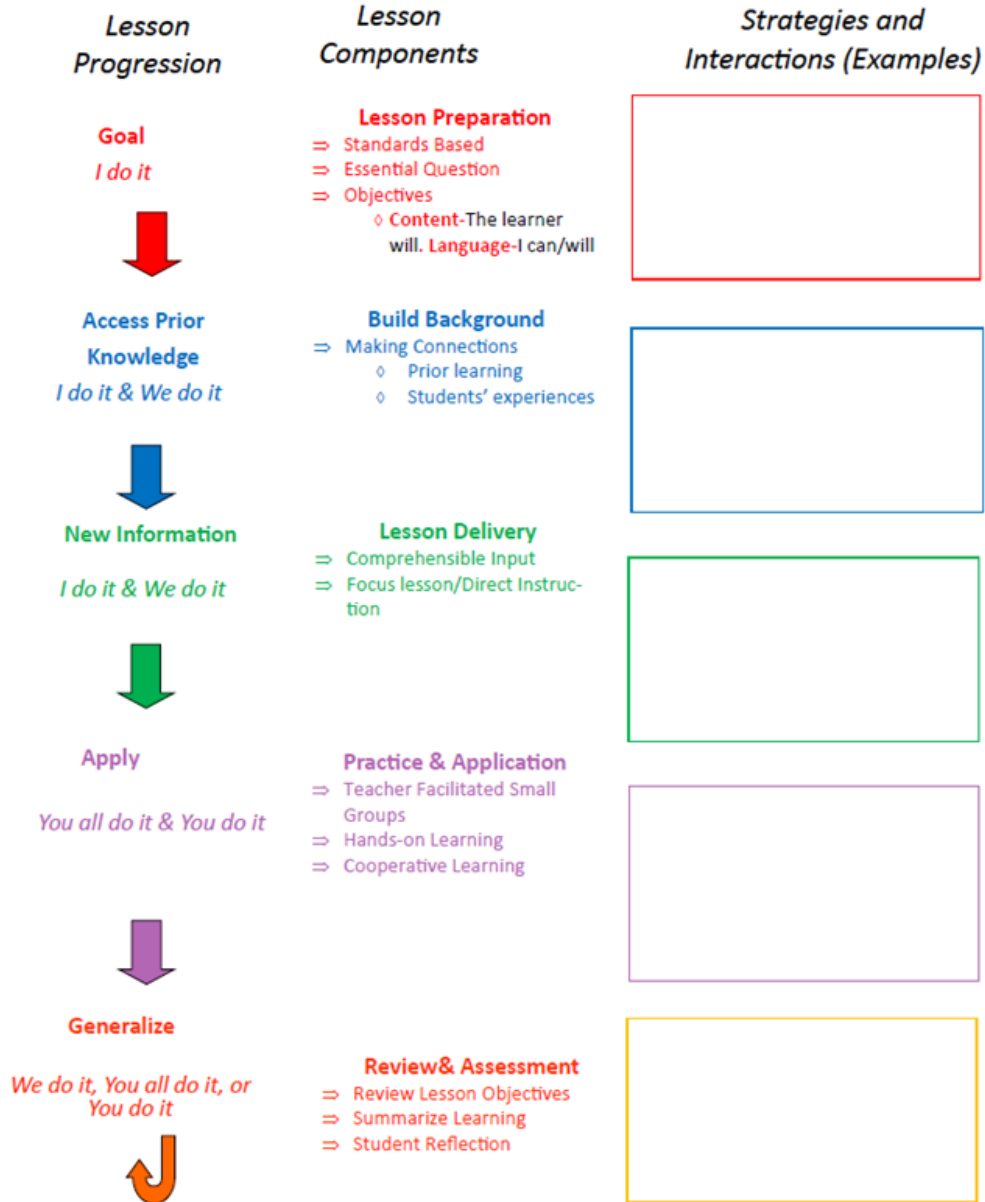 Lesson
Progression
Lesson
Components
Strategies and
Interactions (Examples)
Goal
I do it
Lesson Preparation
⇒ Standards Based
⇒ Essential Question
⇒ Objectives
◊ Content-The learner
will. Language-I can/will
Access Prior
Knowledge
I do it & We do it
Build Background
⇒ Making Connections
◊ Prior learning
◊ Students’ experiences
New Information
I do it & We do it
Lesson Delivery
⇒ Comprehensible Input
⇒ Focus lesson/Direct Instruc-
tion
Apply
You all do it & You do it
Practice & Application
⇒ Teacher Facilitated Small
Groups
⇒ Hands-on Learning
⇒ Cooperative Learning
Generalize
We do it, You all do it, or
You do it
Review& Assessment
⇒ Review Lesson Objectives
⇒ Summarize Learning
⇒ Student Reflection